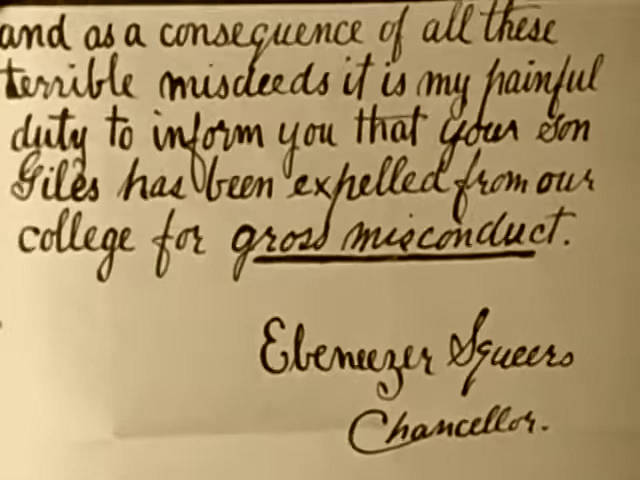 and as a consequence of all these
terrible misdeeds it is my painful
duty to inform you that your son
Giles has been expelled from our
college for gross misconduct.
Ebeneezer Squeers
Chancellor.